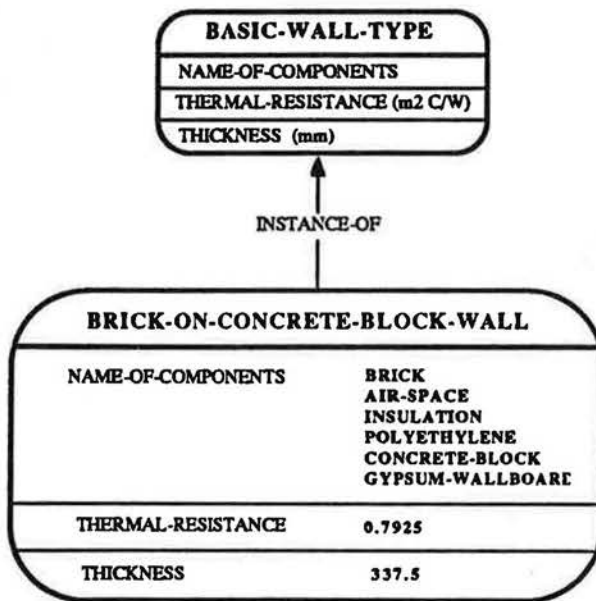 BASIC-WALL-TYPE
NAME-OF-COMPONENTS
THERMAL-RESISTANCE (m2 C/W)
THICKNESS (mm)
INSTANCE-OF
BRICK-ON-CONCRETE-BLOCK-WALL
NAME-OF-COMPONENTS BRICK
AIR-SPACE
INSULATION
POLYETHYLENE
CONCRETE-BLOCK
GYPSUM-WALLBOARD
THERMAL-RESISTANCE 0.7925
THICKNESS 337.5